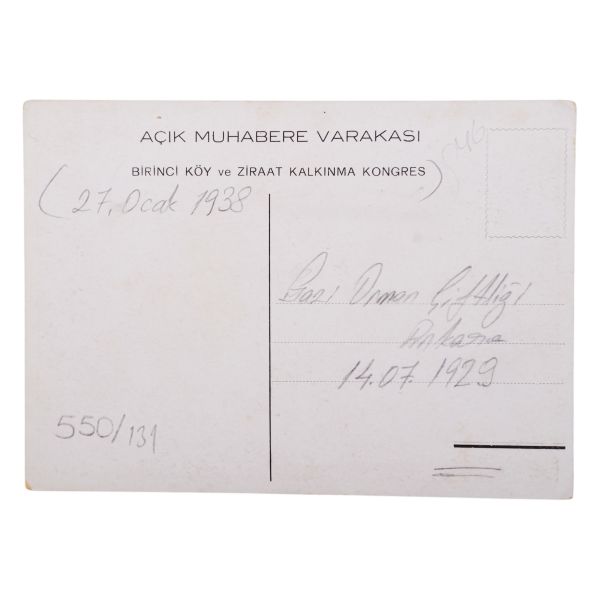 AÇIK MUHABERE VARAKASI
546
BİRİNCİ KÖY ve ZİRAAT KALKINMA KONGRES
(27. Ocak 1938)
Gazi Orman Çiftliği
Ankara
14.07.1929
550/131